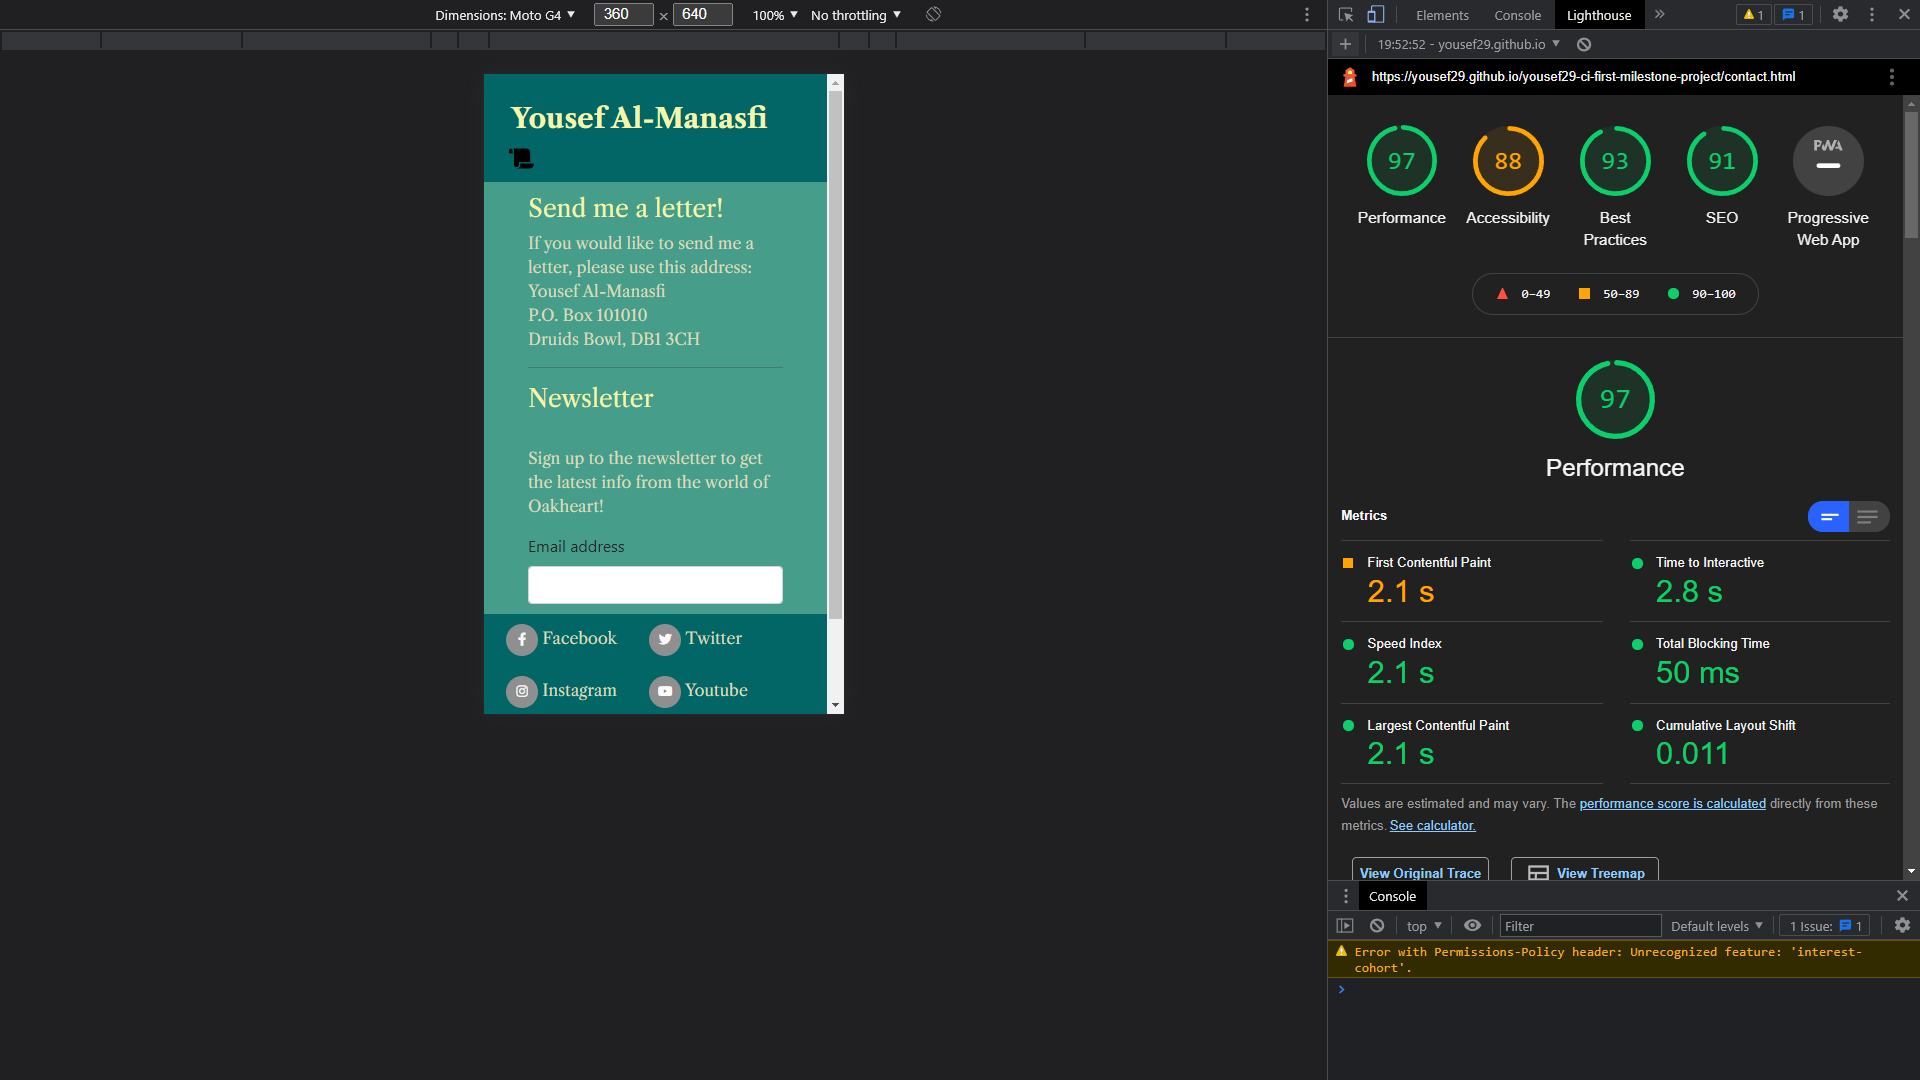 Dimensions: Moto G4 ▼ 360 × 640 100% ▼ No throttling ▼
Elements Console Lighthouse » 1 1
19:52:52 - yousef29.github.io ▼
https://yousef29.github.io/yousef29-ci-first-milestone-project/contact.html
Yousef Al-Manasfi
Send me a letter!
If you would like to send me a
letter, please use this address:
Yousef Al-Manasfi
P.O. Box 101010
Druids Bowl, DB1 3CH
Newsletter
Sign up to the newsletter to get
the latest info from the world of
Oakheart!
Email address
Facebook Twitter
Instagram Youtube
97 88 93 91 PWA
Performance Accessibility Best Practices SEO Progressive Web App
0–49 50–89 90–100
97
Performance
Metrics
First Contentful Paint
2.1 s
Time to Interactive
2.8 s
Speed Index
2.1 s
Total Blocking Time
50 ms
Largest Contentful Paint
2.1 s
Cumulative Layout Shift
0.011
Values are estimated and may vary. The performance score is calculated directly from these
metrics. See calculator.
View Original Trace View Treemap
Console
top ▼ Filter Default levels ▼ 1 Issue: 1
Error with Permissions-Policy header: Unrecognized feature: 'interest-
cohort'.